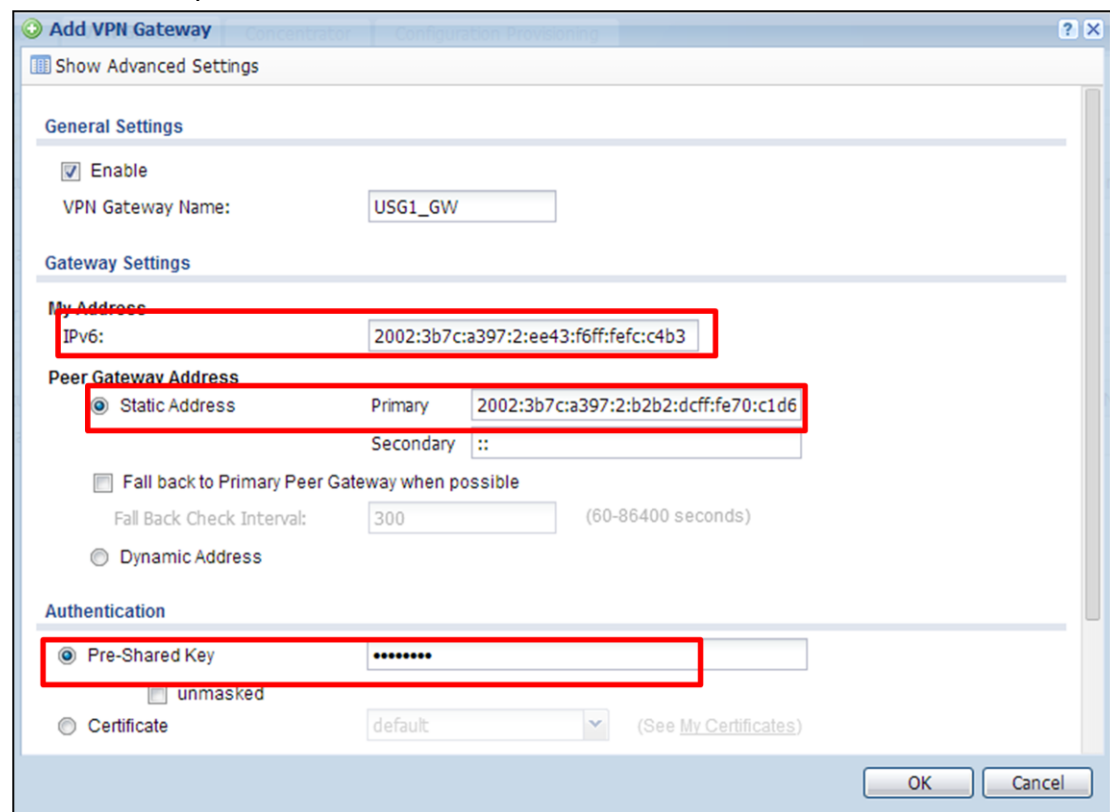 Add VPN Gateway Concentrator Configuration Provisioning ? X
Show Advanced Settings
General Settings
Enable
VPN Gateway Name: USG1_GW
Gateway Settings
My Address
IPv6: 2002:3b7c:a397:2:ee43:f6ff:fefc:c4b3
Peer Gateway Address
Static Address Primary 2002:3b7c:a397:2:b2b2:dcff:fe70:c1d6
Secondary ::
Fall back to Primary Peer Gateway when possible
Fall Back Check Interval: 300 (60-86400 seconds)
Dynamic Address
Authentication
Pre-Shared Key ••••••••
unmasked
Certificate default (See My Certificates)
OK Cancel